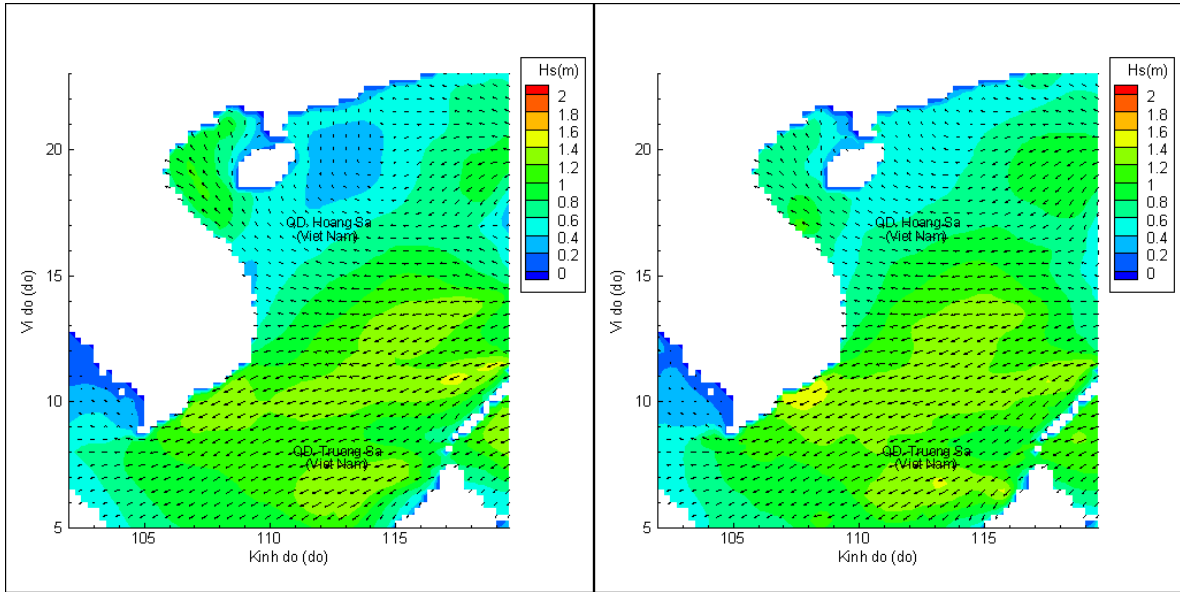 Hs(m)
2
1.8
1.6
1.4
1.2
1
0.8
0.6
0.4
0.2
0
20
15
10
5
Vi do (do)
105
110
115
Kinh do (do)
QD. Hoang Sa
(Viet Nam)
QD. Truong Sa
(Viet Nam)
Hs(m)
2
1.8
1.6
1.4
1.2
1
0.8
0.6
0.4
0.2
0
20
15
10
5
Vi do (do)
105
110
115
Kinh do (do)
QD. Hoang Sa
(Viet Nam)
QD. Truong Sa
(Viet Nam)